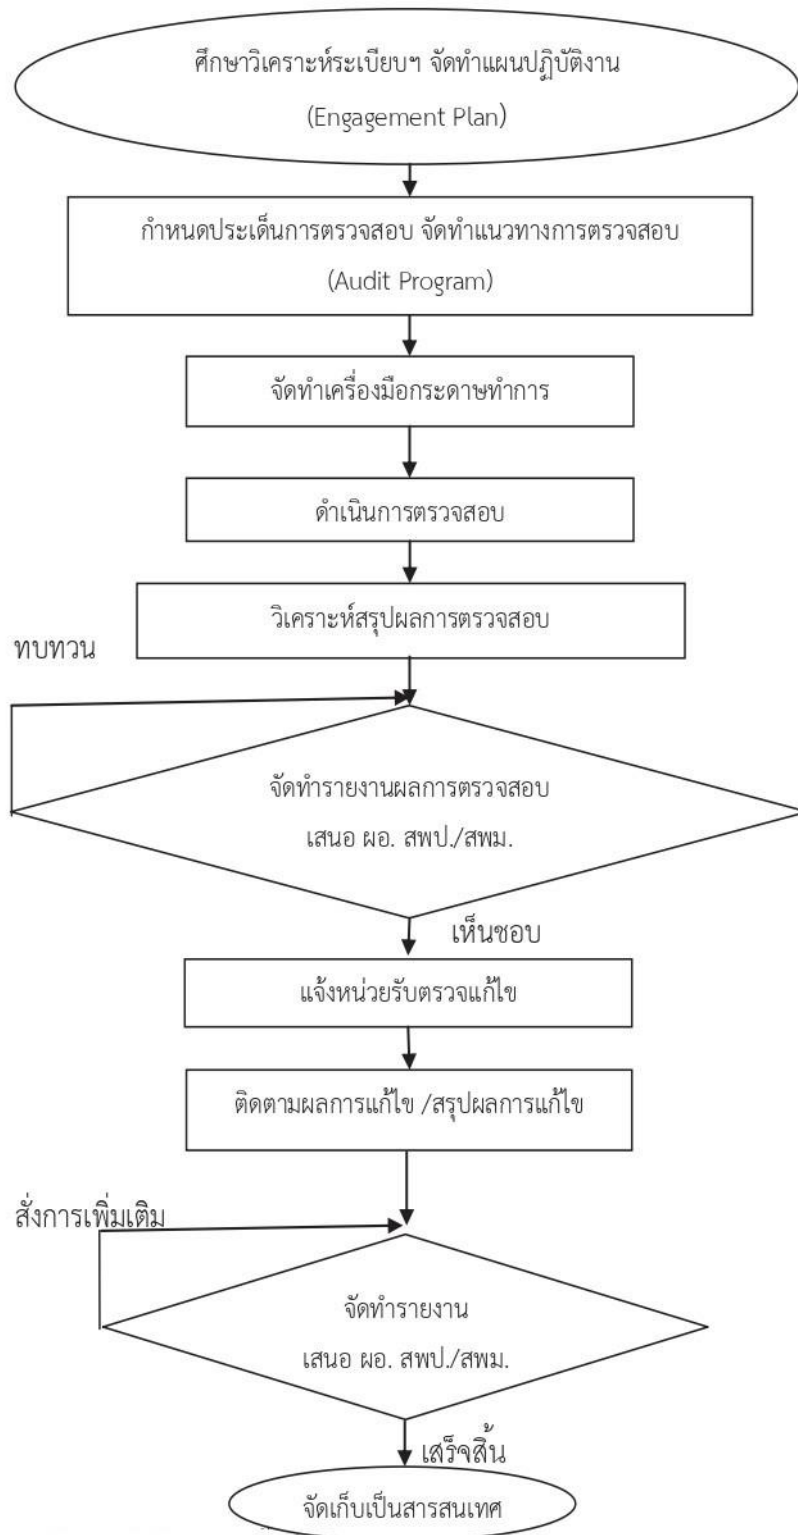 ศึกษาวิเคราะห์ระเบียบฯ จัดทำแผนปฏิบัติงาน
(Engagement Plan)
กำหนดประเด็นการตรวจสอบ จัดทำแนวทางการตรวจสอบ
(Audit Program)
จัดทำเครื่องมือกระดาษทำการ
ดำเนินการตรวจสอบ
วิเคราะห์สรุปผลการตรวจสอบ
ทบทวน
จัดทำรายงานผลการตรวจสอบ
เสนอ ผอ. สพป./สพม.
เห็นชอบ
แจ้งหน่วยรับตรวจแก้ไข
ติดตามผลการแก้ไข /สรุปผลการแก้ไข
สั่งการเพิ่มเติม
จัดทำรายงาน
เสนอ ผอ. สพป./สพม.
เสร็จสิ้น
จัดเก็บเป็นสารสนเทศ